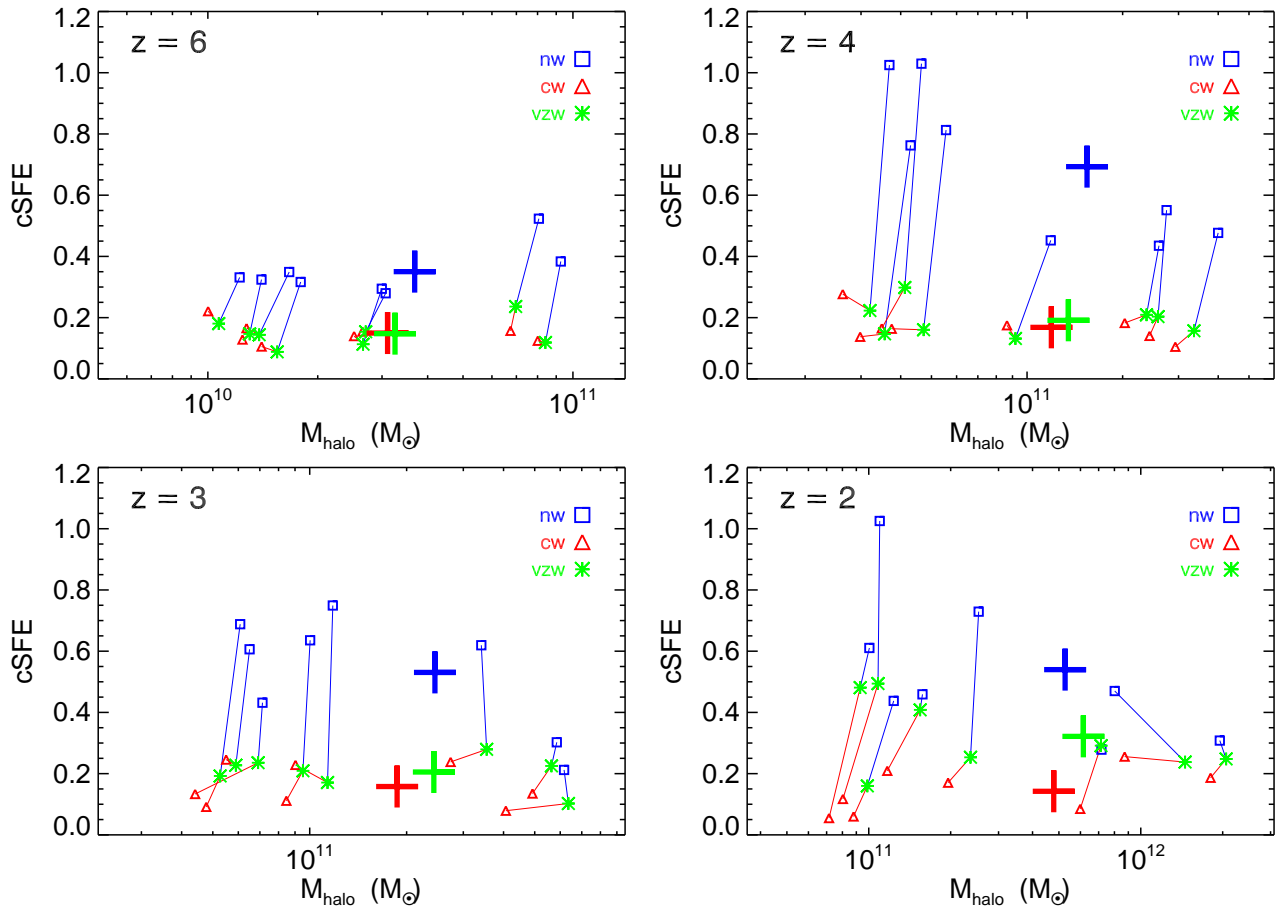 z = 6
nw
cw
vzw
cSFE
1.2
1.0
0.8
0.6
0.4
0.2
0.0
10^10
10^11
M_halo (M_⊙)
z = 4
nw
cw
vzw
cSFE
1.2
1.0
0.8
0.6
0.4
0.2
0.0
10^11
M_halo (M_⊙)
z = 3
nw
cw
vzw
cSFE
1.2
1.0
0.8
0.6
0.4
0.2
0.0
10^11
M_halo (M_⊙)
z = 2
nw
cw
vzw
cSFE
1.2
1.0
0.8
0.6
0.4
0.2
0.0
10^11
10^12
M_halo (M_⊙)